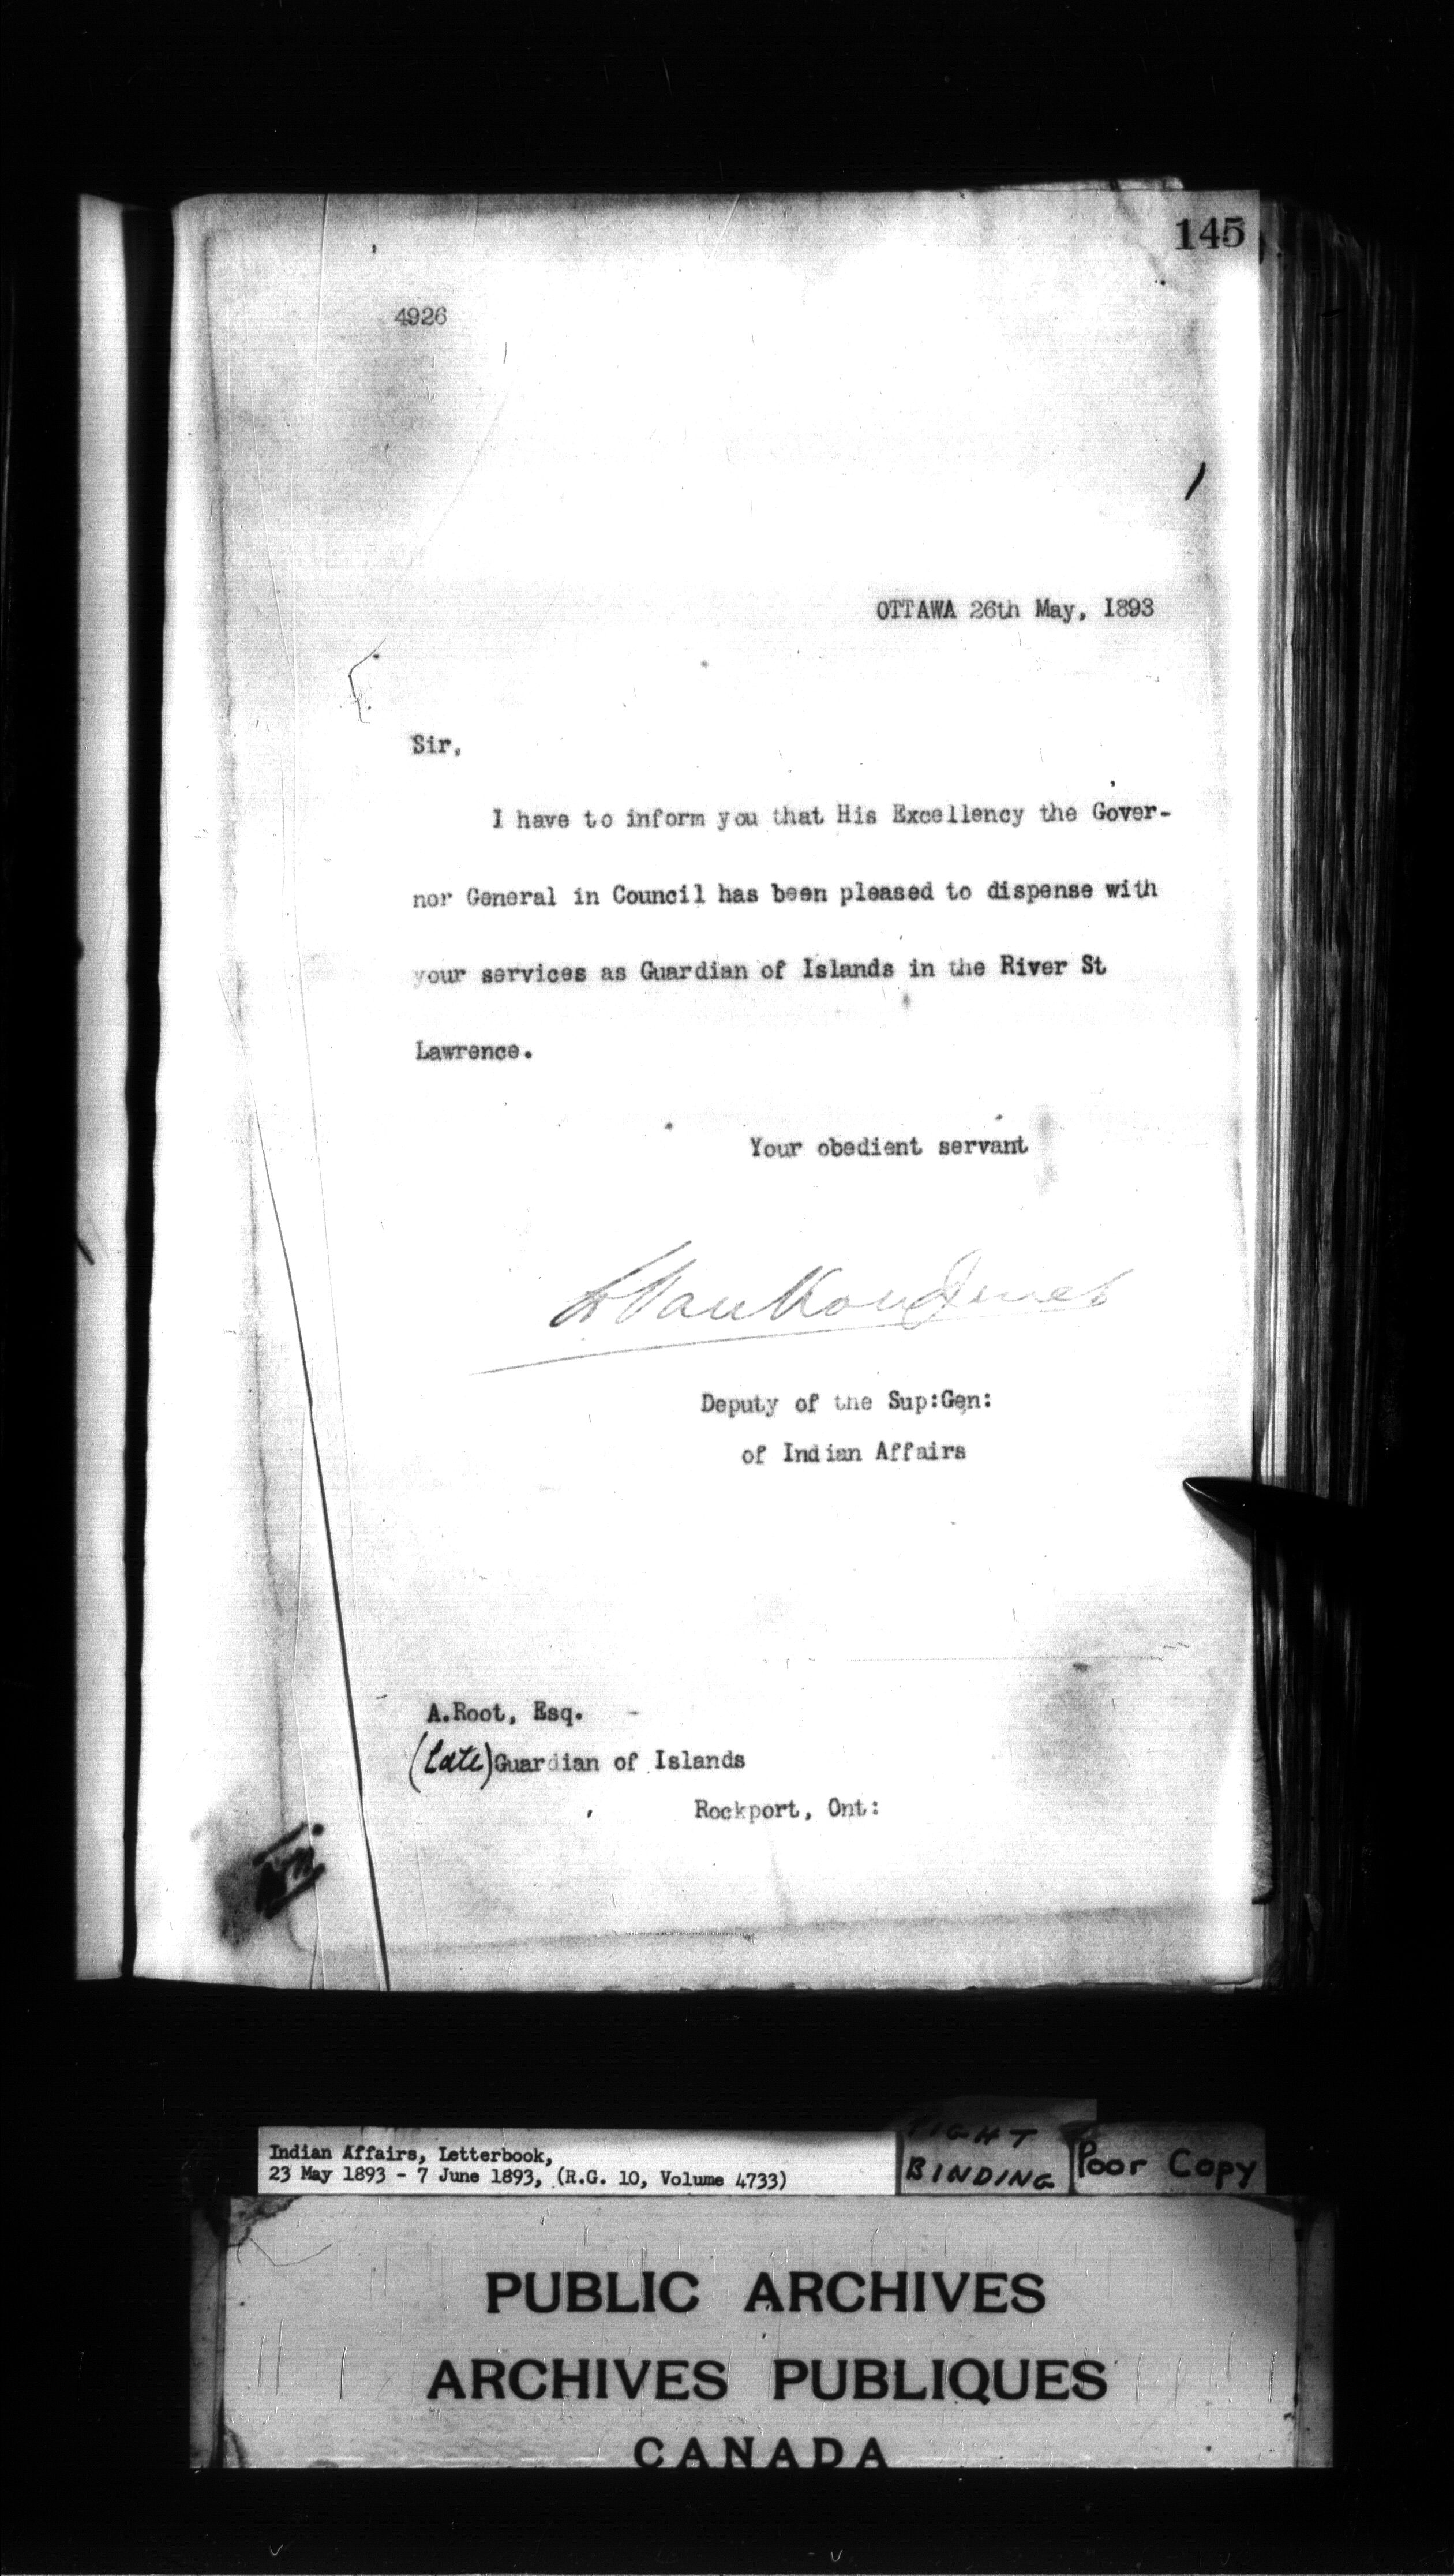 145
4926
OTTAWA 26th May, 1893
Sir,
I have to inform you that His Excellency the Gover-
nor General in Council has been pleased to dispense with
your services as Guardian of Islands in the River St
Lawrence.
Your obedient servant
L Vankoughnet
Deputy of the Sup:Gen:
of Indian Affairs
A.Root, Esq.
(late) Guardian of Islands
Rockport, Ont:
Indian Affairs, Letterbook,
23 May 1893 - 7 June 1893, (R.G. 10, Volume 4733)
TIGHT
BINDING
Poor Copy
PUBLIC ARCHIVES
ARCHIVES PUBLIQUES
CANADA